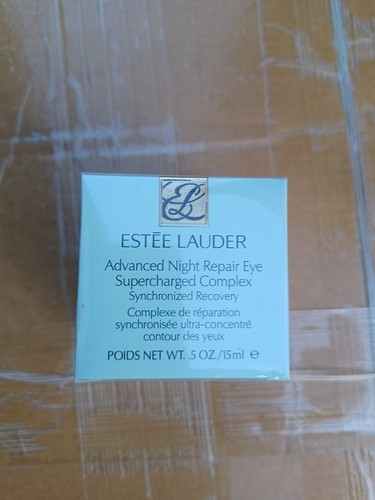 EL
ESTĒE LAUDER
Advanced Night Repair Eye
Supercharged Complex
Synchronized Recovery
Complexe de réparation
synchronisée ultra-concentré
contour des yeux
POIDS NET WT. .5 OZ./15ml ℮